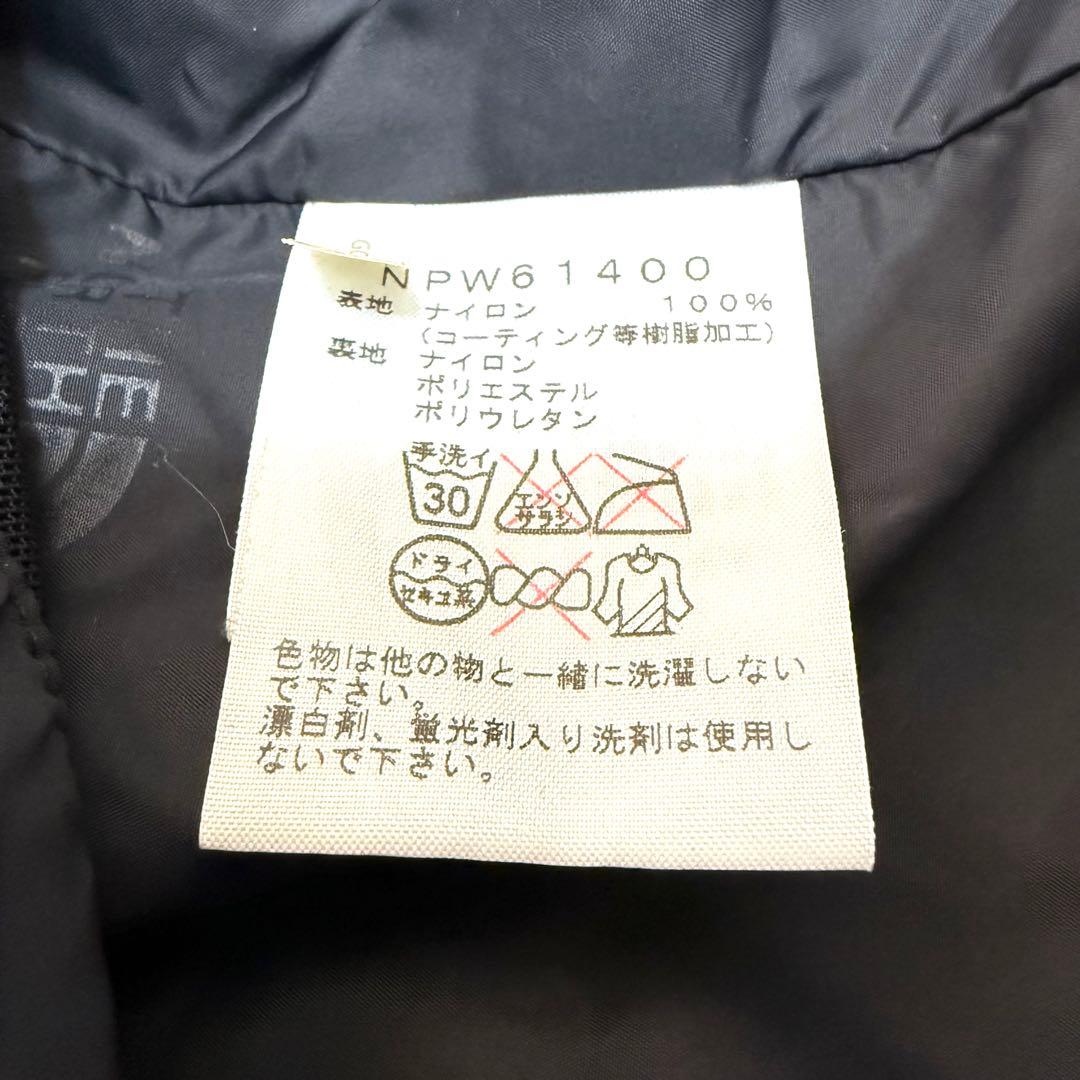 GO
NPW61400
表地 ナイロン 100%
(コーティング等樹脂加工)
裏地 ナイロン
ポリエステル
ポリウレタン
手洗イ
30
エンソ
サラシ
ドライ
セキユ系
色物は他の物と一緒に洗濯しない
で下さい。
漂白剤、蛍光剤入り洗剤は使用し
ないで下さい。